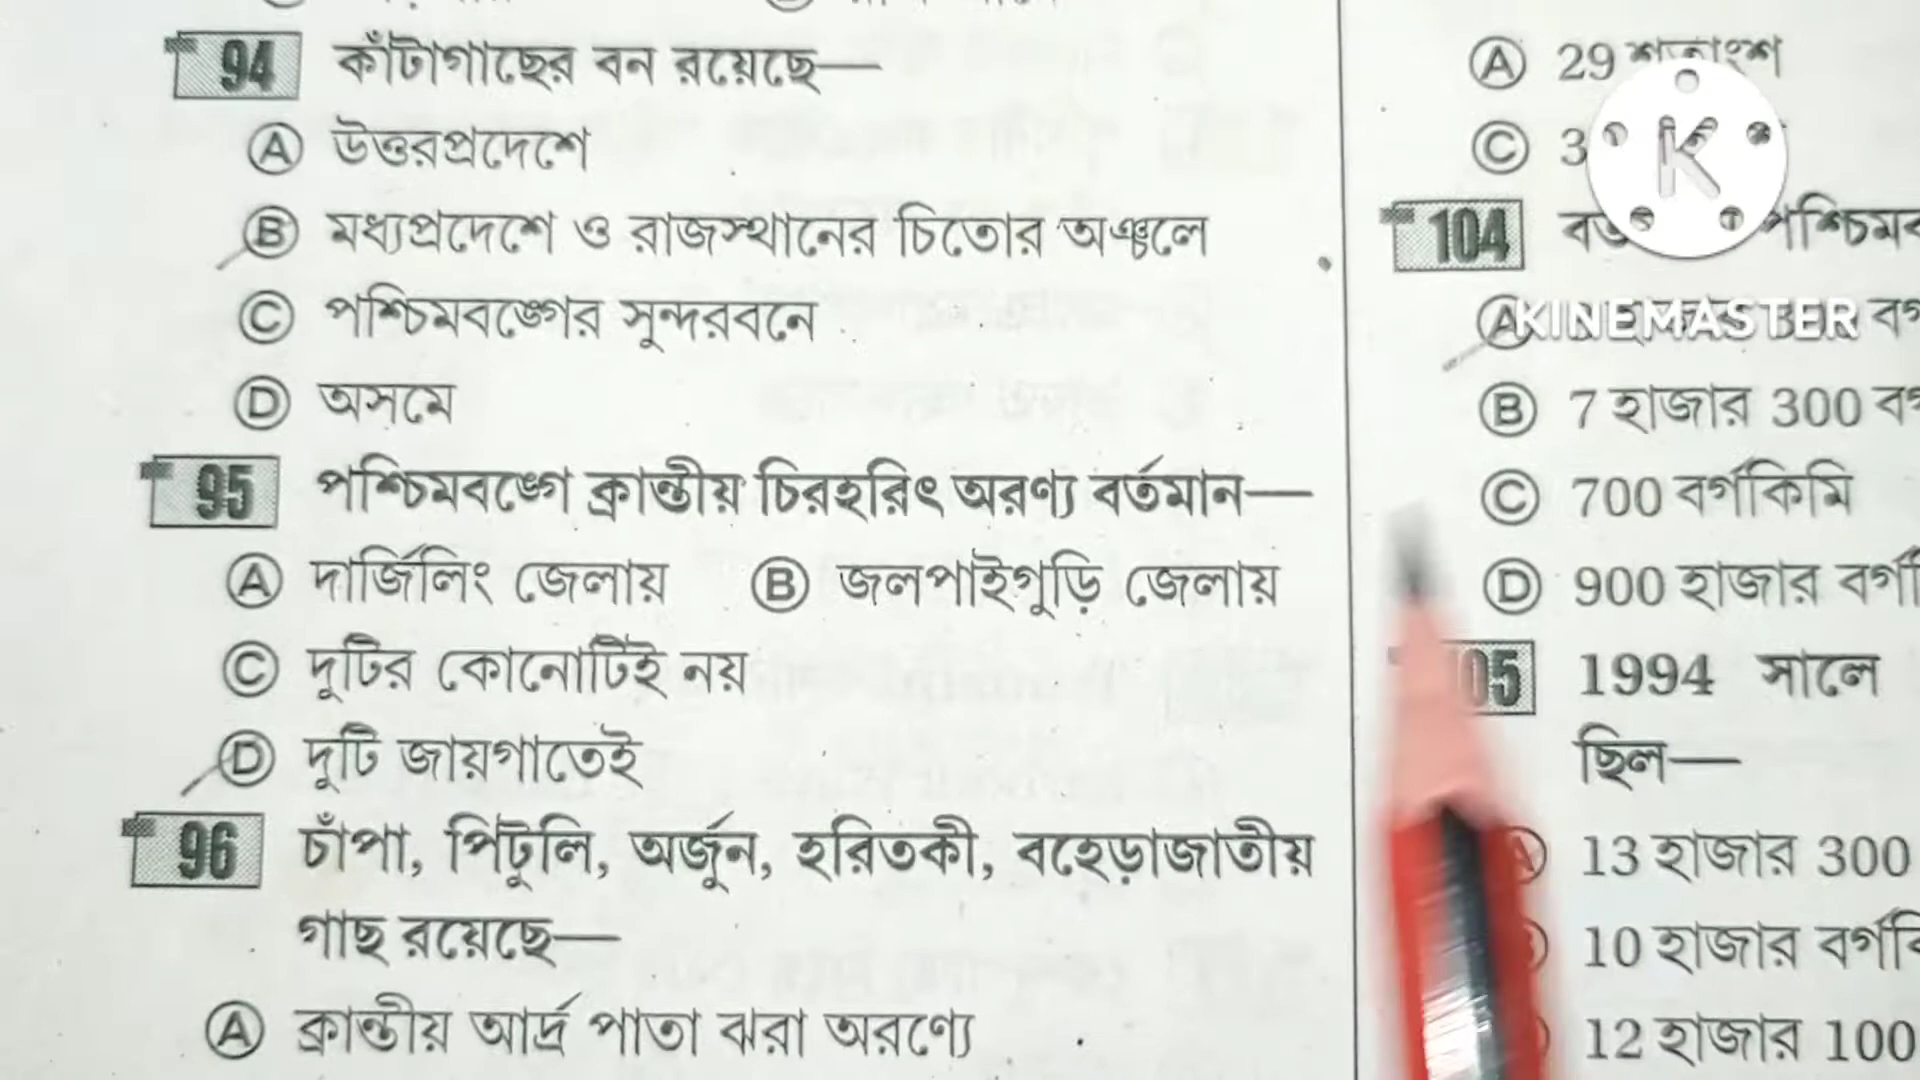 94 কাঁটাগাছের বন রয়েছে—
Ⓐ উত্তরপ্রদেশে
Ⓑ মধ্যপ্রদেশে ও রাজস্থানের চিতোর অঞ্চলে
Ⓒ পশ্চিমবঙ্গের সুন্দরবনে
Ⓓ অসমে
95 পশ্চিমবঙ্গে ক্রান্তীয় চিরহরিৎ অরণ্য বর্তমান—
Ⓐ দার্জিলিং জেলায় Ⓑ জলপাইগুড়ি জেলায়
Ⓒ দুটির কোনোটিই নয়
Ⓓ দুটি জায়গাতেই
96 চাঁপা, পিটুলি, অর্জুন, হরিতকী, বহেড়াজাতীয়
গাছ রয়েছে—
Ⓐ ক্রান্তীয় আর্দ্র পাতা ঝরা অরণ্যে
Ⓐ 29 শতাংশ
Ⓒ 3
104
Ⓐ
Ⓑ 7 হাজার 300
Ⓒ 700 বর্গকিমি
Ⓓ 900 হাজার
1994 সালে
ছিল—
13 হাজার 300
10 হাজার
12 হাজার 100
K
KINEMASTER